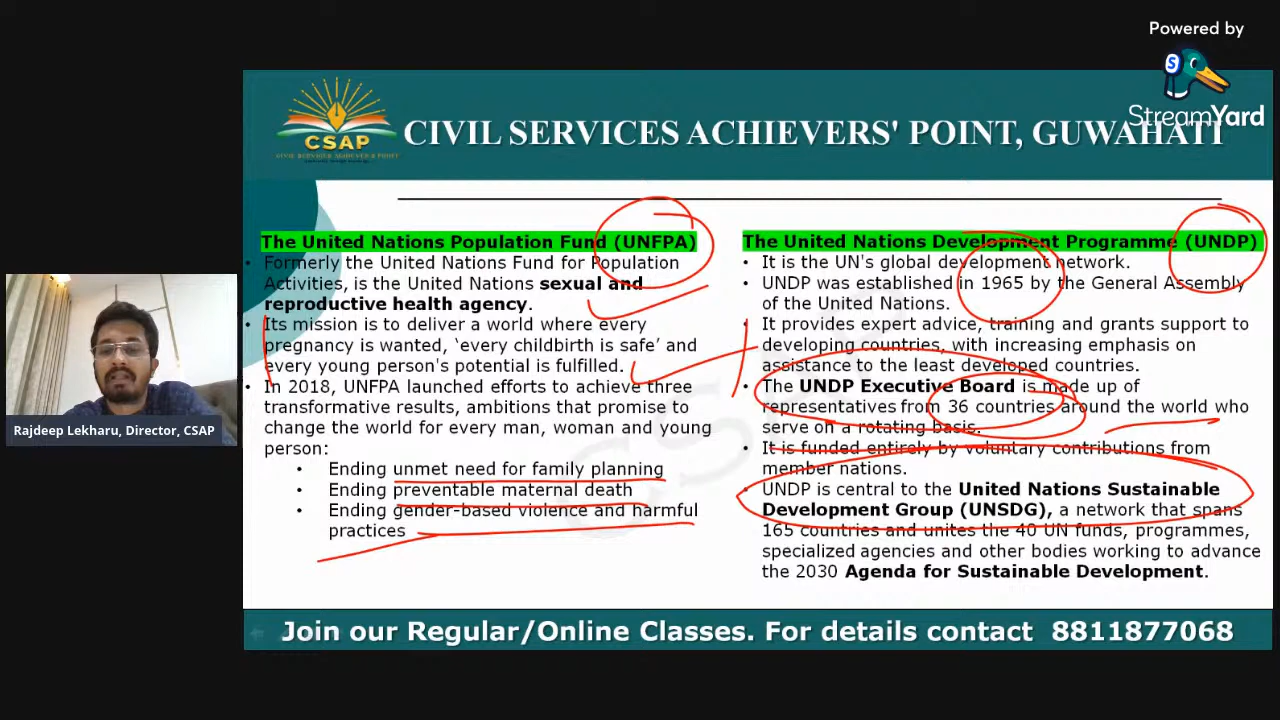 Powered by
S
StreamYard
CSAP
CIVIL SERVICES ACHIEVERS' POINT, GUWAHATI
The United Nations Population Fund (UNFPA)
• Formerly the United Nations Fund for Population
Activities, is the United Nations sexual and
reproductive health agency.
• Its mission is to deliver a world where every
pregnancy is wanted, ‘every childbirth is safe’ and
every young person's potential is fulfilled.
• In 2018, UNFPA launched efforts to achieve three
transformative results, ambitions that promise to
change the world for every man, woman and young
person:
• Ending unmet need for family planning
• Ending preventable maternal death
• Ending gender-based violence and harmful
practices
The United Nations Development Programme (UNDP)
• It is the UN's global development network.
• UNDP was established in 1965 by the General Assembly
of the United Nations.
• It provides expert advice, training and grants support to
developing countries, with increasing emphasis on
assistance to the least developed countries.
• The UNDP Executive Board is made up of
representatives from 36 countries around the world who
serve on a rotating basis.
• It is funded entirely by voluntary contributions from
member nations.
• UNDP is central to the United Nations Sustainable
Development Group (UNSDG), a network that spans
165 countries and unites the 40 UN funds, programmes,
specialized agencies and other bodies working to advance
the 2030 Agenda for Sustainable Development.
Rajdeep Lekharu, Director, CSAP
Join our Regular/Online Classes. For details contact 8811877068